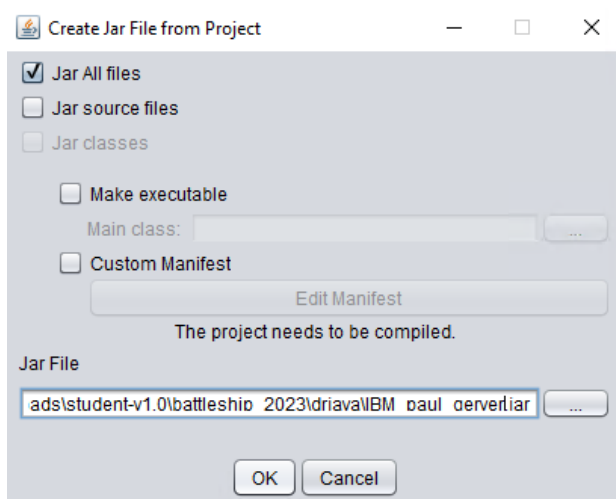 Create Jar File from Project
Jar All files
Jar source files
Jar classes
Make executable
Main class:
...
Custom Manifest
Edit Manifest
The project needs to be compiled.
Jar File
ads\student-v1.0\battleship_2023\drjava\IBM_paul_gerver.jar
...
OK Cancel